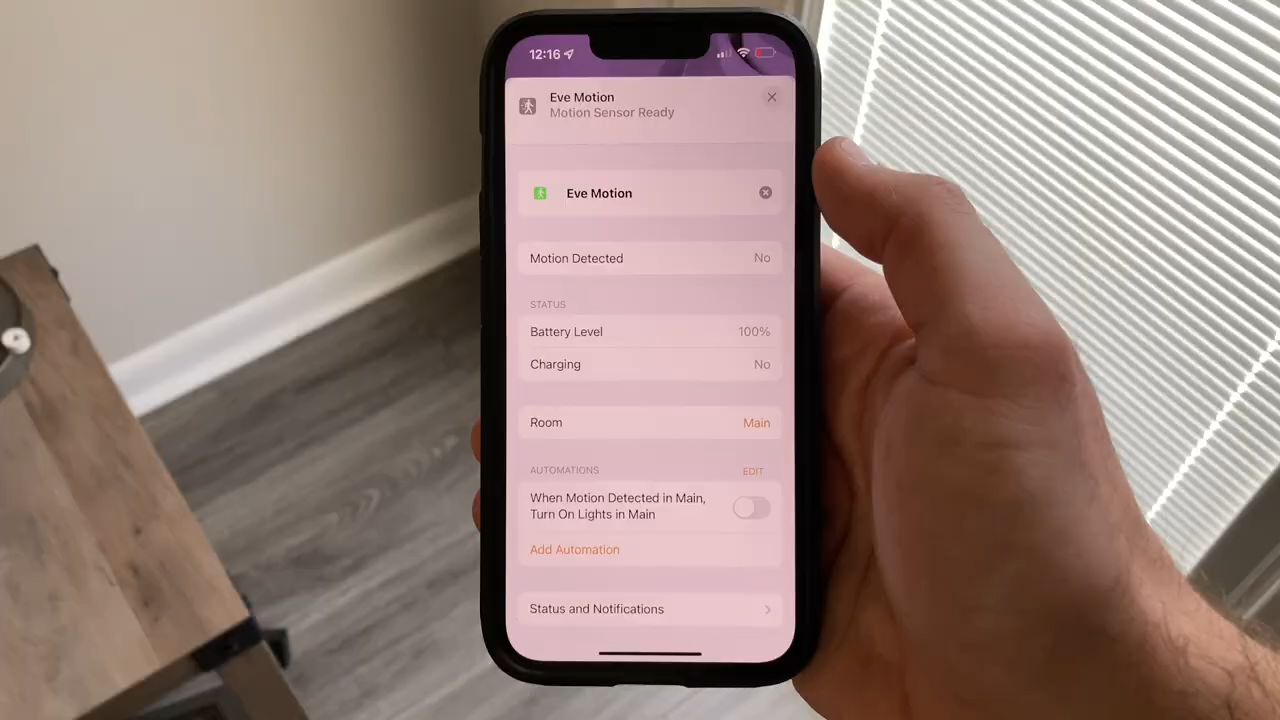 12:16
Eve Motion
Motion Sensor Ready
Eve Motion
Motion Detected No
STATUS
Battery Level 100%
Charging No
Room Main
AUTOMATIONS EDIT
When Motion Detected in Main,
Turn On Lights in Main
Add Automation
Status and Notifications